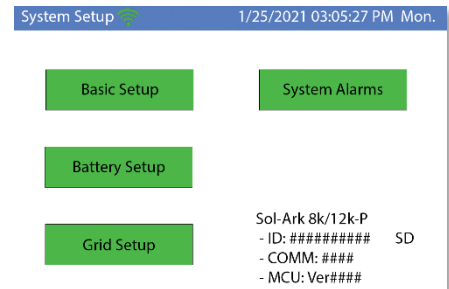 System Setup 1/25/2021 03:05:27 PM Mon.
Basic Setup System Alarms
Battery Setup
Grid Setup
Sol-Ark 8k/12k-P
- ID: ########## SD
- COMM: ####
- MCU: Ver####